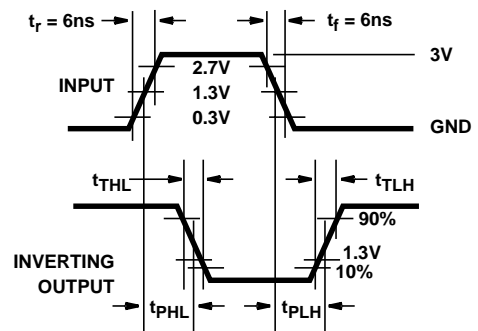 tr = 6ns
tf = 6ns
3V
2.7V
INPUT
1.3V
0.3V
GND
tTHL
tTLH
90%
1.3V
INVERTING
10%
OUTPUT
tPHL
tPLH